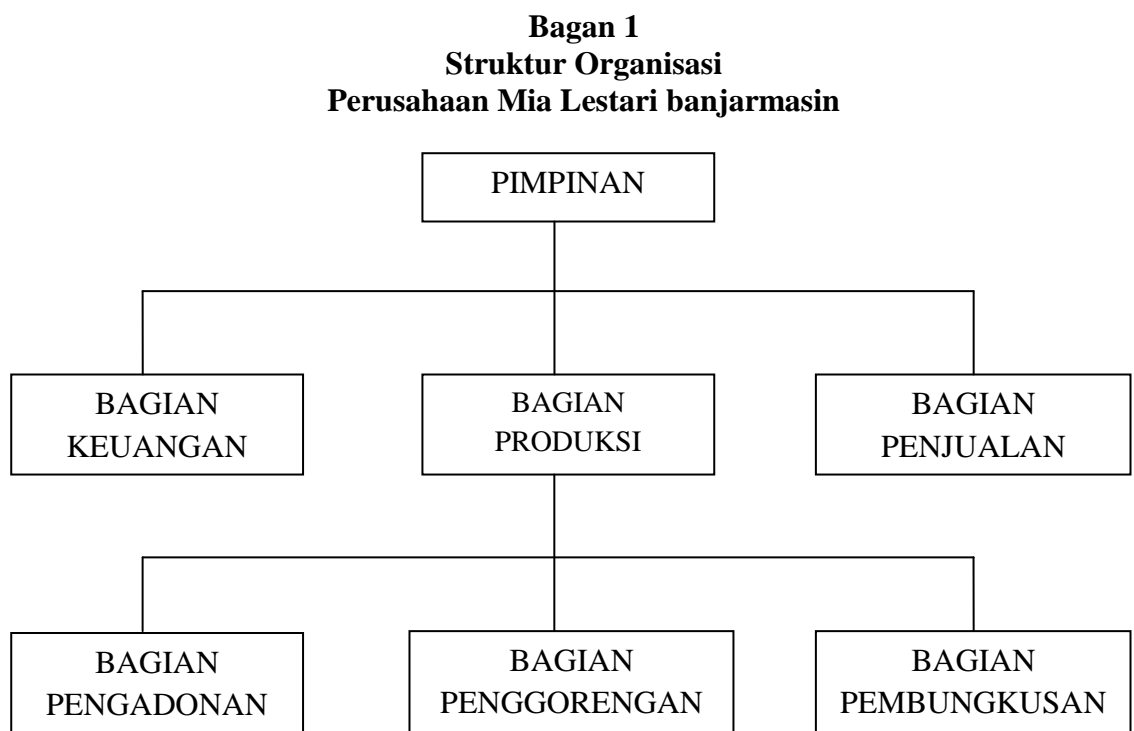 Bagan 1
Struktur Organisasi
Perusahaan Mia Lestari banjarmasin
PIMPINAN
BAGIAN
KEUANGAN
BAGIAN
PRODUKSI
BAGIAN
PENJUALAN
BAGIAN
PENGADONAN
BAGIAN
PENGGORENGAN
BAGIAN
PEMBUNGKUSAN